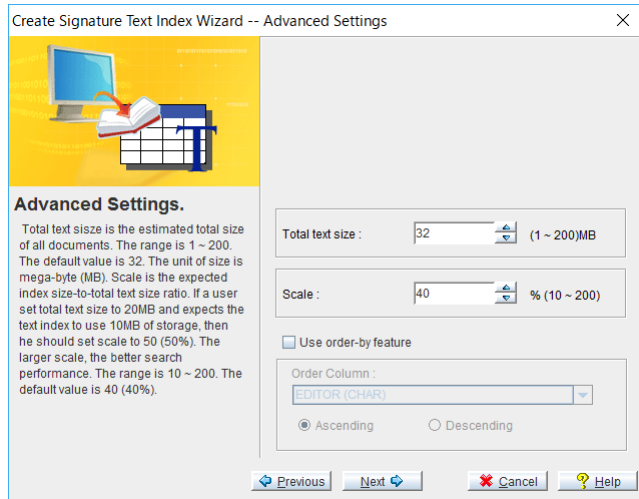 Create Signature Text Index Wizard -- Advanced Settings
T
Advanced Settings.
Total text sisze is the estimated total size
of all documents. The range is 1 ~ 200.
The default value is 32. The unit of size is
mega-byte (MB). Scale is the expected
index size-to-total text size ratio. If a user
set total text size to 20MB and expects the
text index to use 10MB of storage, then
he should set scale to 50 (50%). The
larger scale, the better search
performance. The range is 10 ~ 200. The
default value is 40 (40%).
Total text size : 32 (1 ~ 200)MB
Scale : 40 % (10 ~ 200)
Use order-by feature
Order Column :
EDITOR (CHAR)
Ascending Descending
Previous Next Cancel Help